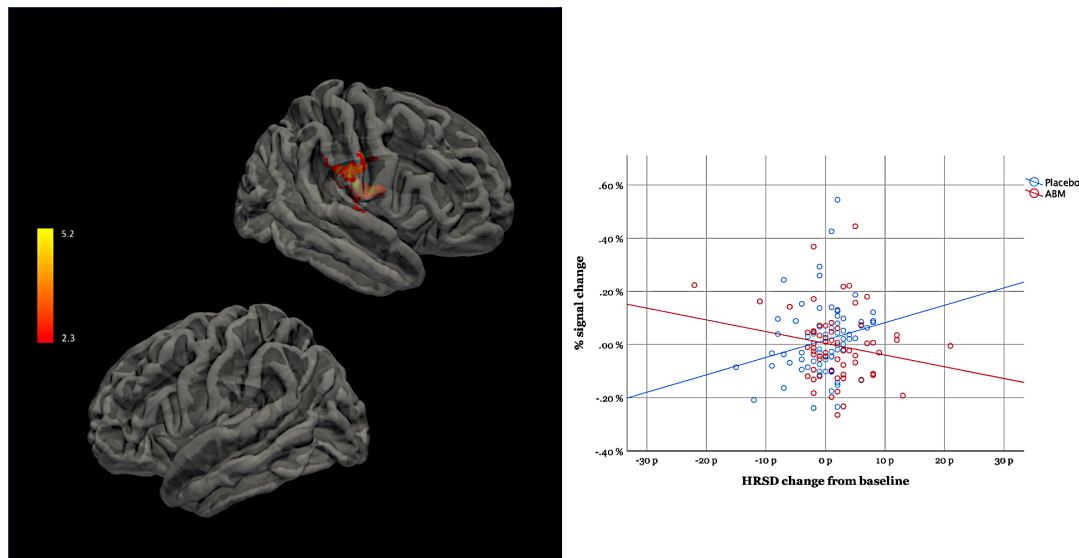 5.2
2.3
.60 %
.40 %
.20 %
.00 %
-.20 %
-.40 %
% signal change
-30 p -20 p -10 p 0 p 10 p 20 p 30 p
HRSD change from baseline
Placebo
ABM